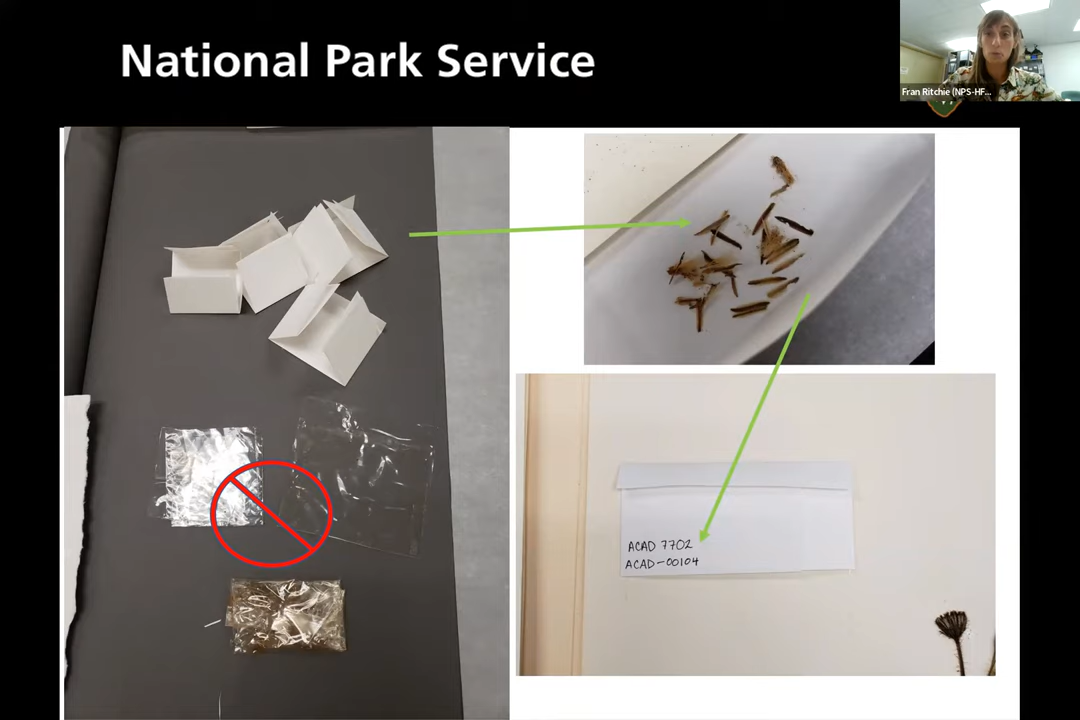 National Park Service
Fran Ritchie (NPS-HF...
ACAD 7702
ACAD-00104